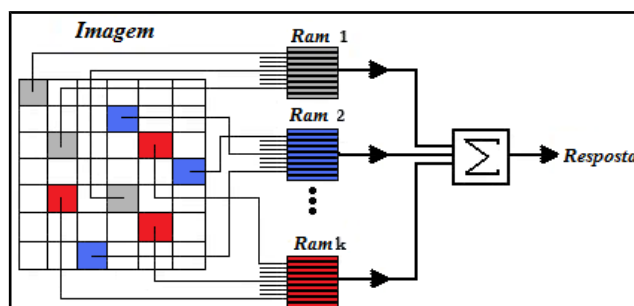 Imagem
Ram 1
Ram 2
Ram k
Σ
Resposta